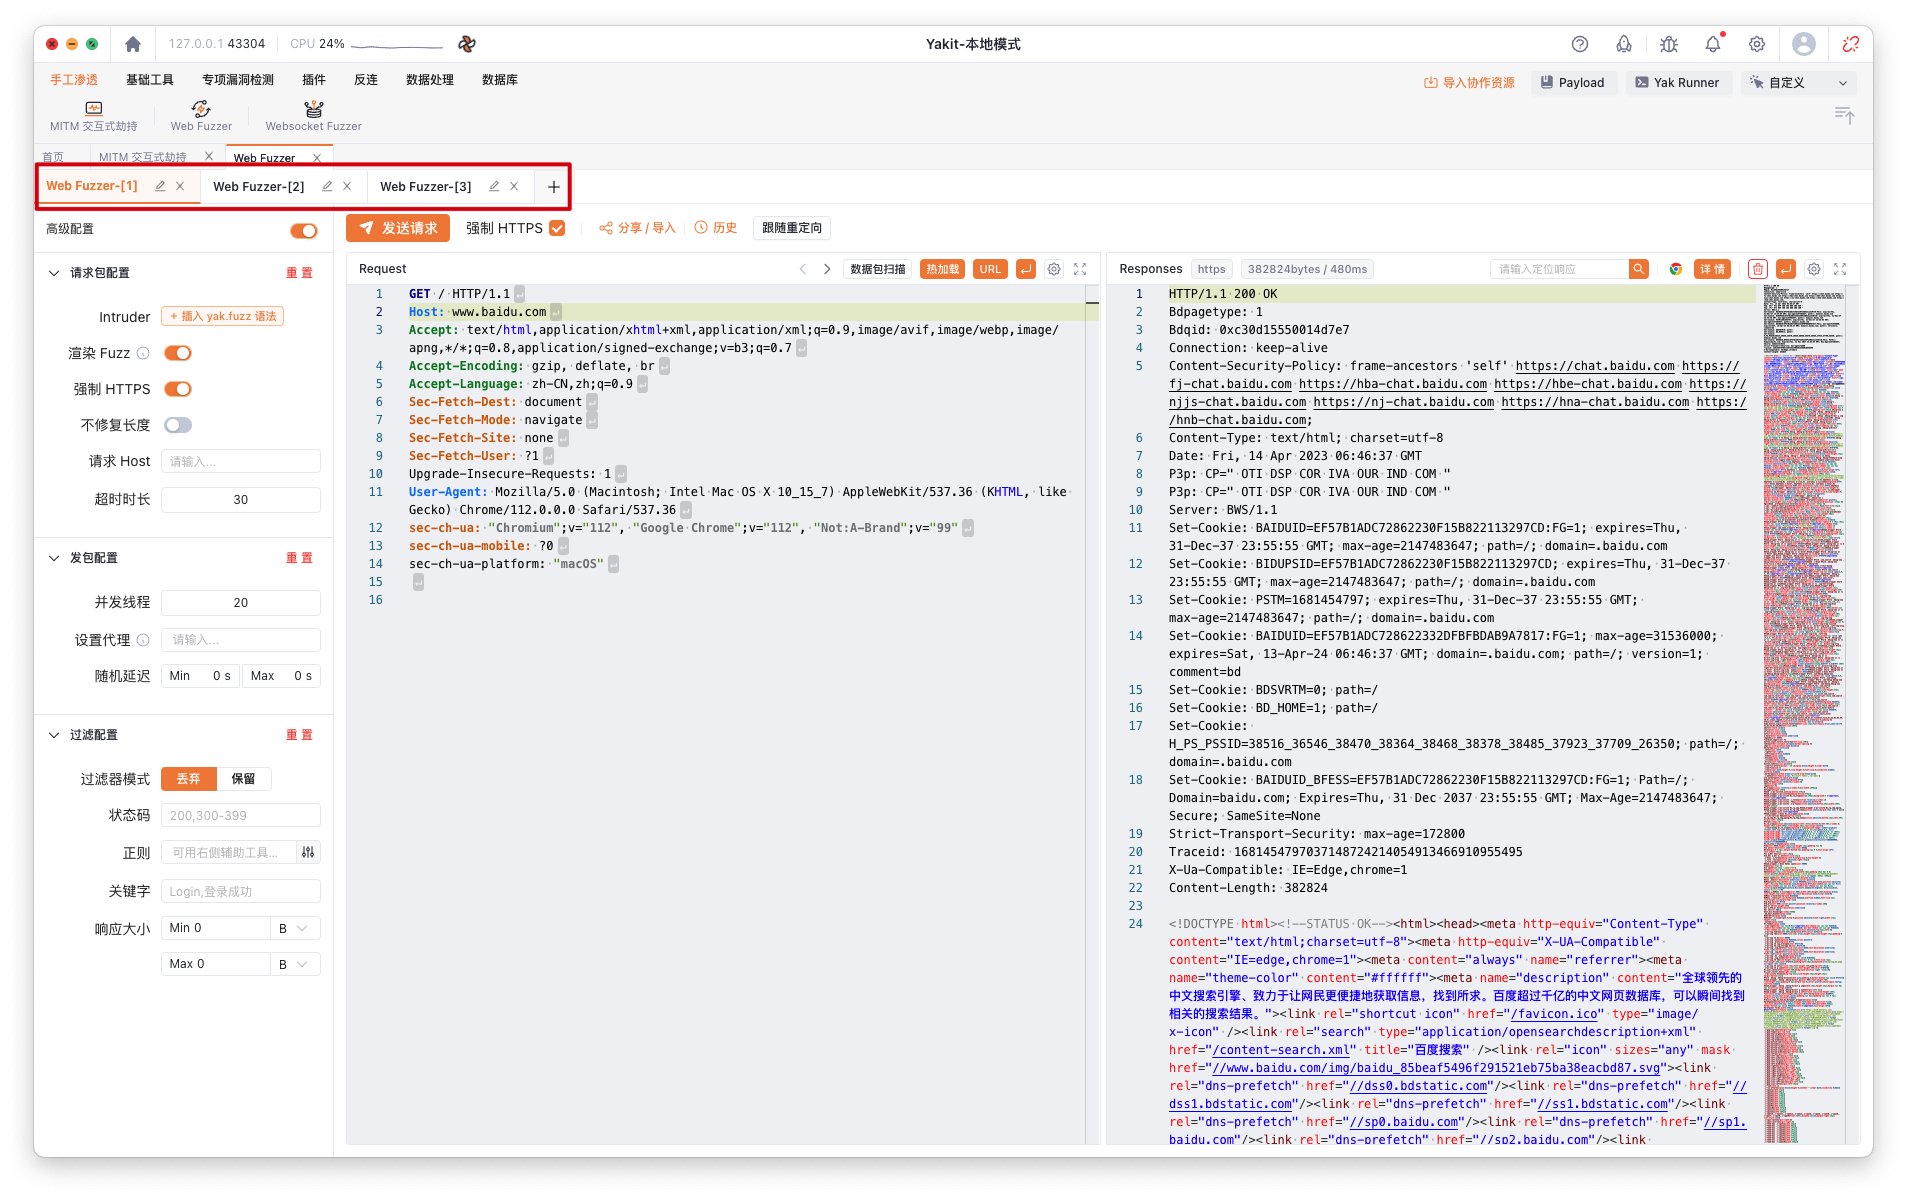 127.0.0.1 43304 CPU 24% Yakit-本地模式
手工渗透 基础工具 专项漏洞检测 插件 反连 数据处理 数据库 导入协作资源 Payload Yak Runner 自定义
MITM 交互式劫持 Web Fuzzer Websocket Fuzzer
首页 MITM 交互式劫持 Web Fuzzer
Web Fuzzer-[1] Web Fuzzer-[2] Web Fuzzer-[3]
高级配置
发送请求 强制 HTTPS 分享 / 导入 历史 跟随重定向
请求包配置 重 置
Intruder + 插入 yak.fuzz 语法
渲染 Fuzz
强制 HTTPS
不修复长度
请求 Host 请输入...
超时时长 30
发包配置 重 置
并发线程 20
设置代理 请输入...
随机延迟 Min 0 s Max 0 s
过滤配置 重 置
过滤器模式 丢弃 保留
状态码 200,300-399
正则 可用右侧辅助工具...
关键字 Login,登录成功
响应大小 Min 0 B
Max 0 B
Request 数据包扫描 热加载 URL
1 GET / HTTP/1.1
2 Host: www.baidu.com
3 Accept: text/html,application/xhtml+xml,application/xml;q=0.9,image/avif,image/webp,image/
apng,*/*;q=0.8,application/signed-exchange;v=b3;q=0.7
4 Accept-Encoding: gzip, deflate, br
5 Accept-Language: zh-CN,zh;q=0.9
6 Sec-Fetch-Dest: document
7 Sec-Fetch-Mode: navigate
8 Sec-Fetch-Site: none
9 Sec-Fetch-User: ?1
10 Upgrade-Insecure-Requests: 1
11 User-Agent: Mozilla/5.0 (Macintosh; Intel Mac OS X 10_15_7) AppleWebKit/537.36 (KHTML, like
Gecko) Chrome/112.0.0.0 Safari/537.36
12 sec-ch-ua: "Chromium";v="112", "Google Chrome";v="112", "Not:A-Brand";v="99"
13 sec-ch-ua-mobile: ?0
14 sec-ch-ua-platform: "macOS"
15
16
Responses https 382824bytes / 480ms 请输入定位响应 详 情
1 HTTP/1.1 200 OK
2 Bdpagetype: 1
3 Bdqid: 0xc30d15550014d7e7
4 Connection: keep-alive
5 Content-Security-Policy: frame-ancestors 'self' https://chat.baidu.com https://
fj-chat.baidu.com https://hba-chat.baidu.com https://hbe-chat.baidu.com https://
njjs-chat.baidu.com https://nj-chat.baidu.com https://hna-chat.baidu.com https:/
/hnb-chat.baidu.com;
6 Content-Type: text/html; charset=utf-8
7 Date: Fri, 14 Apr 2023 06:46:37 GMT
8 P3p: CP=" OTI DSP COR IVA OUR IND COM "
9 P3p: CP=" OTI DSP COR IVA OUR IND COM "
10 Server: BWS/1.1
11 Set-Cookie: BAIDUID=EF57B1ADC72862230F15B822113297CD:FG=1; expires=Thu,
31-Dec-37 23:55:55 GMT; max-age=2147483647; path=/; domain=.baidu.com
12 Set-Cookie: BIDUPSID=EF57B1ADC72862230F15B822113297CD; expires=Thu, 31-Dec-37
23:55:55 GMT; max-age=2147483647; path=/; domain=.baidu.com
13 Set-Cookie: PSTM=1681454797; expires=Thu, 31-Dec-37 23:55:55 GMT;
max-age=2147483647; path=/; domain=.baidu.com
14 Set-Cookie: BAIDUID=EF57B1ADC728622332DFBFBDAB9A7817:FG=1; max-age=31536000;
expires=Sat, 13-Apr-24 06:46:37 GMT; domain=.baidu.com; path=/; version=1;
comment=bd
15 Set-Cookie: BDSVRTM=0; path=/
16 Set-Cookie: BD_HOME=1; path=/
17 Set-Cookie:
H_PS_PSSID=38516_36546_38470_38364_38468_38378_38485_37923_37709_26350; path=/;
domain=.baidu.com
18 Set-Cookie: BAIDUID_BFESS=EF57B1ADC72862230F15B822113297CD:FG=1; Path=/;
Domain=baidu.com; Expires=Thu, 31 Dec 2037 23:55:55 GMT; Max-Age=2147483647;
Secure; SameSite=None
19 Strict-Transport-Security: max-age=172800
20 Traceid: 1681454797037148724214054913466910955495
21 X-Ua-Compatible: IE=Edge,chrome=1
22 Content-Length: 382824
23
24 <!DOCTYPE html><!--STATUS OK--><html><head><meta http-equiv="Content-Type"
content="text/html;charset=utf-8"><meta http-equiv="X-UA-Compatible"
content="IE=edge,chrome=1"><meta content="always" name="referrer"><meta
name="theme-color" content="#ffffff"><meta name="description" content="全球领先的
中文搜索引擎、致力于让网民更便捷地获取信息，找到所求。百度超过千亿的中文网页数据库，可以瞬间找到
相关的搜索结果。"><link rel="shortcut icon" href="/favicon.ico" type="image/
x-icon" /><link rel="search" type="application/opensearchdescription+xml"
href="/content-search.xml" title="百度搜索" /><link rel="icon" sizes="any" mask
href="//www.baidu.com/img/baidu_85beaf5496f291521eb75ba38eacbd87.svg"><link
rel="dns-prefetch" href="//dss0.bdstatic.com"/><link rel="dns-prefetch" href="//
dss1.bdstatic.com"/><link rel="dns-prefetch" href="//ss1.bdstatic.com"/><link
rel="dns-prefetch" href="//sp0.baidu.com"/><link rel="dns-prefetch" href="//sp1.
baidu.com"/><link rel="dns-prefetch" href="//sp2.baidu.com"/><link